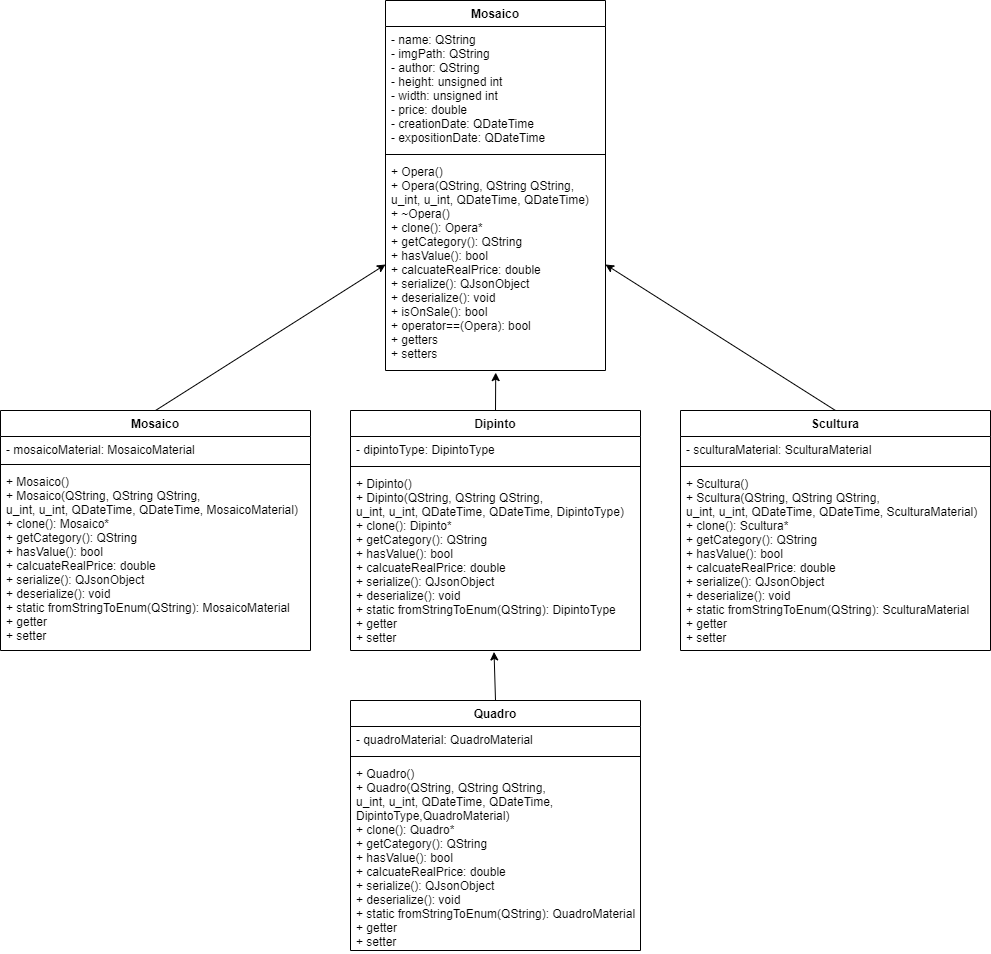 Mosaico
- name: QString
- imgPath: QString
- author: QString
- height: unsigned int
- width: unsigned int
- price: double
- creationDate: QDateTime
- expositionDate: QDateTime
+ Opera()
+ Opera(QString, QString QString,
u_int, u_int, QDateTime, QDateTime)
+ ~Opera()
+ clone(): Opera*
+ getCategory(): QString
+ hasValue(): bool
+ calcuateRealPrice: double
+ serialize(): QJsonObject
+ deserialize(): void
+ isOnSale(): bool
+ operator==(Opera): bool
+ getters
+ setters
Mosaico
- mosaicoMaterial: MosaicoMaterial
+ Mosaico()
+ Mosaico(QString, QString QString,
u_int, u_int, QDateTime, QDateTime, MosaicoMaterial)
+ clone(): Mosaico*
+ getCategory(): QString
+ hasValue(): bool
+ calcuateRealPrice: double
+ serialize(): QJsonObject
+ deserialize(): void
+ static fromStringToEnum(QString): MosaicoMaterial
+ getter
+ setter
Dipinto
- dipintoType: DipintoType
+ Dipinto()
+ Dipinto(QString, QString QString,
u_int, u_int, QDateTime, QDateTime, DipintoType)
+ clone(): Dipinto*
+ getCategory(): QString
+ hasValue(): bool
+ calcuateRealPrice: double
+ serialize(): QJsonObject
+ deserialize(): void
+ static fromStringToEnum(QString): DipintoType
+ getter
+ setter
Scultura
- sculturaMaterial: SculturaMaterial
+ Scultura()
+ Scultura(QString, QString QString,
u_int, u_int, QDateTime, QDateTime, SculturaMaterial)
+ clone(): Scultura*
+ getCategory(): QString
+ hasValue(): bool
+ calcuateRealPrice: double
+ serialize(): QJsonObject
+ deserialize(): void
+ static fromStringToEnum(QString): SculturaMaterial
+ getter
+ setter
Quadro
- quadroMaterial: QuadroMaterial
+ Quadro()
+ Quadro(QString, QString QString,
u_int, u_int, QDateTime, QDateTime,
DipintoType,QuadroMaterial)
+ clone(): Quadro*
+ getCategory(): QString
+ hasValue(): bool
+ calcuateRealPrice: double
+ serialize(): QJsonObject
+ deserialize(): void
+ static fromStringToEnum(QString): QuadroMaterial
+ getter
+ setter